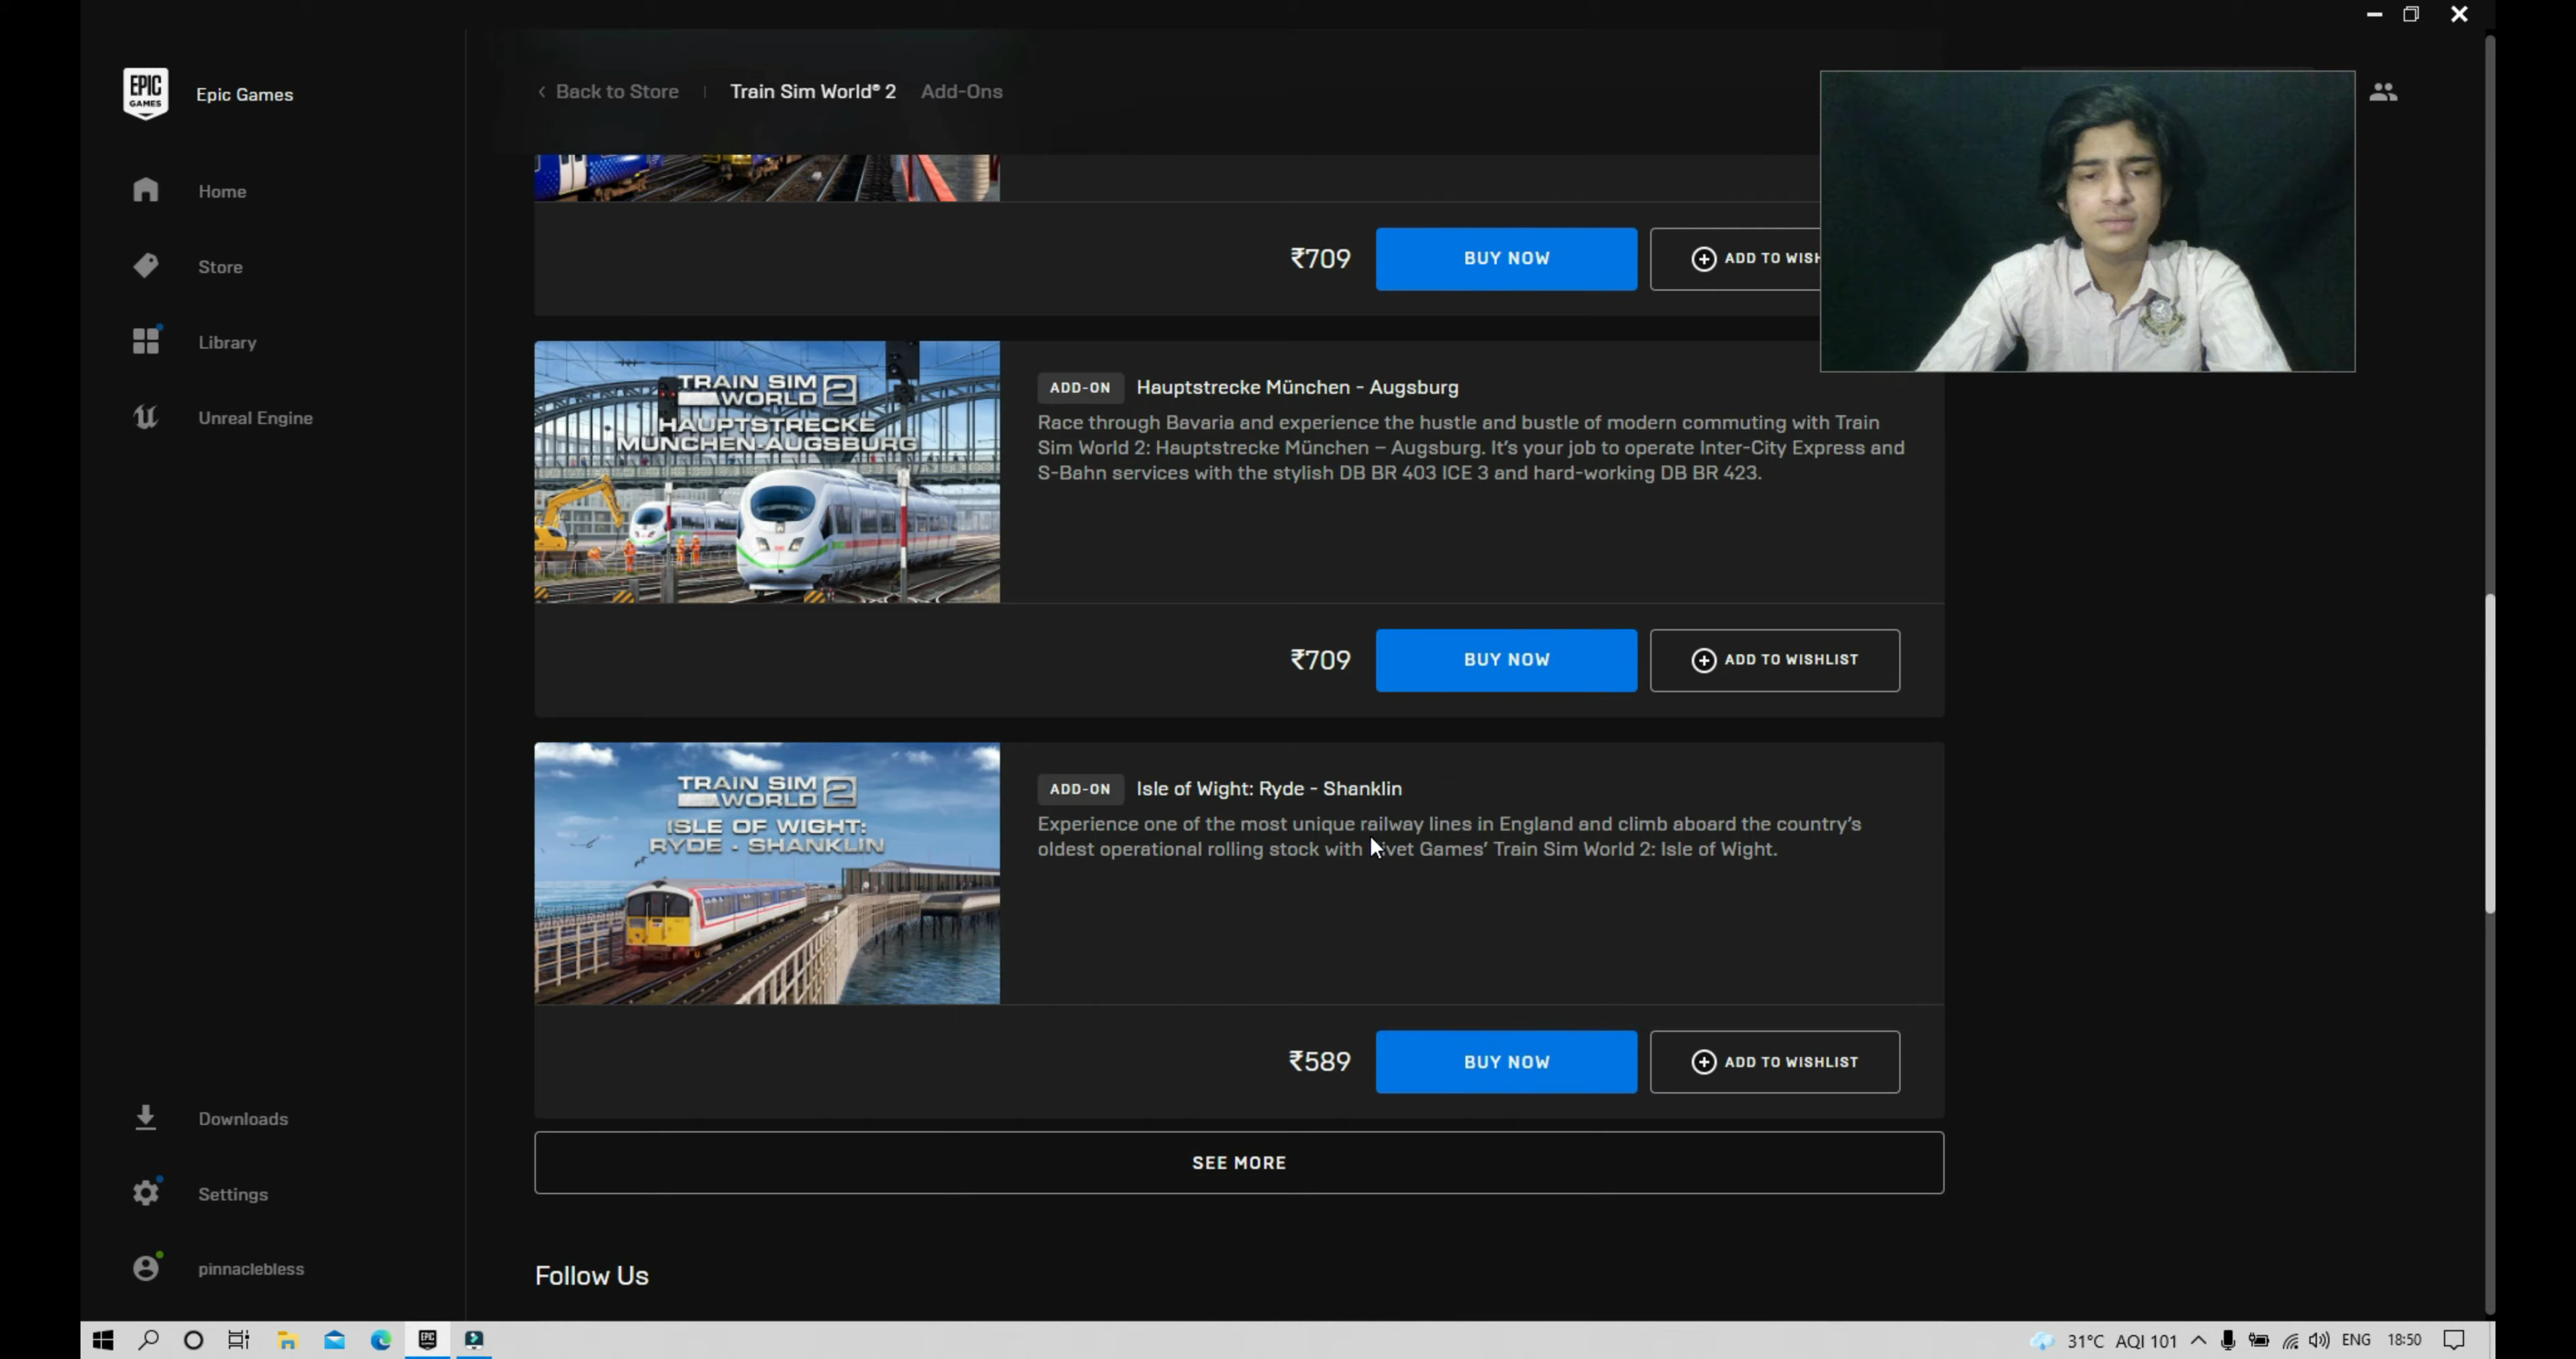 EPIC
GAMES
Epic Games
Back to Store
Train Sim World® 2
Add-Ons
Home
Store
Library
Unreal Engine
₹709
BUY NOW
ADD TO WISH
TRAIN SIM
WORLD 2
HAUPTSTRECKE
MÜNCHEN-AUGSBURG
ADD-ON
Hauptstrecke München - Augsburg
Race through Bavaria and experience the hustle and bustle of modern commuting with Train
Sim World 2: Hauptstrecke München – Augsburg. It's your job to operate Inter-City Express and
S-Bahn services with the stylish DB BR 403 ICE 3 and hard-working DB BR 423.
₹709
BUY NOW
ADD TO WISHLIST
TRAIN SIM
WORLD 2
ISLE OF WIGHT:
RYDE - SHANKLIN
ADD-ON
Isle of Wight: Ryde - Shanklin
Experience one of the most unique railway lines in England and climb aboard the country's
oldest operational rolling stock with ivet Games' Train Sim World 2: Isle of Wight.
₹589
BUY NOW
ADD TO WISHLIST
SEE MORE
Downloads
Settings
pinnaclebless
Follow Us
EPIC
31°C AQI 101
ENG
18:50